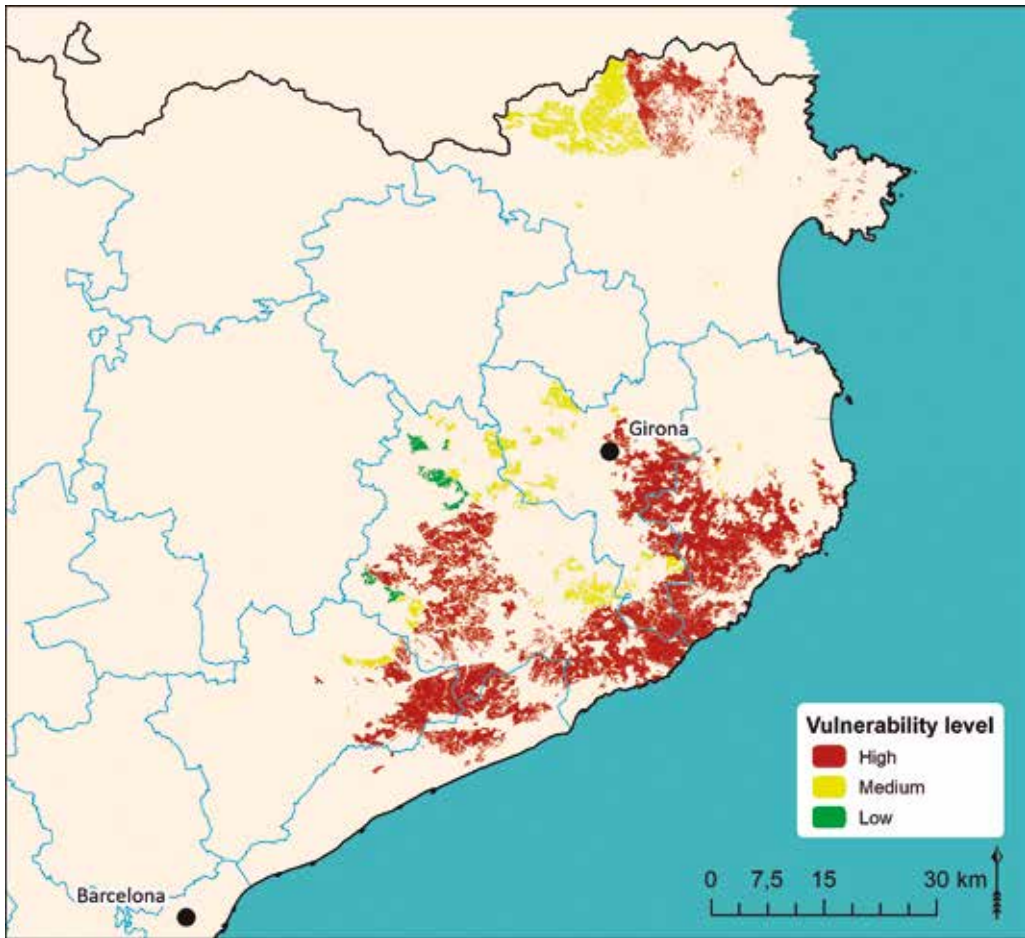 Girona
Vulnerability level
High
Medium
Low
Barcelona
0 7,5 15 30 km